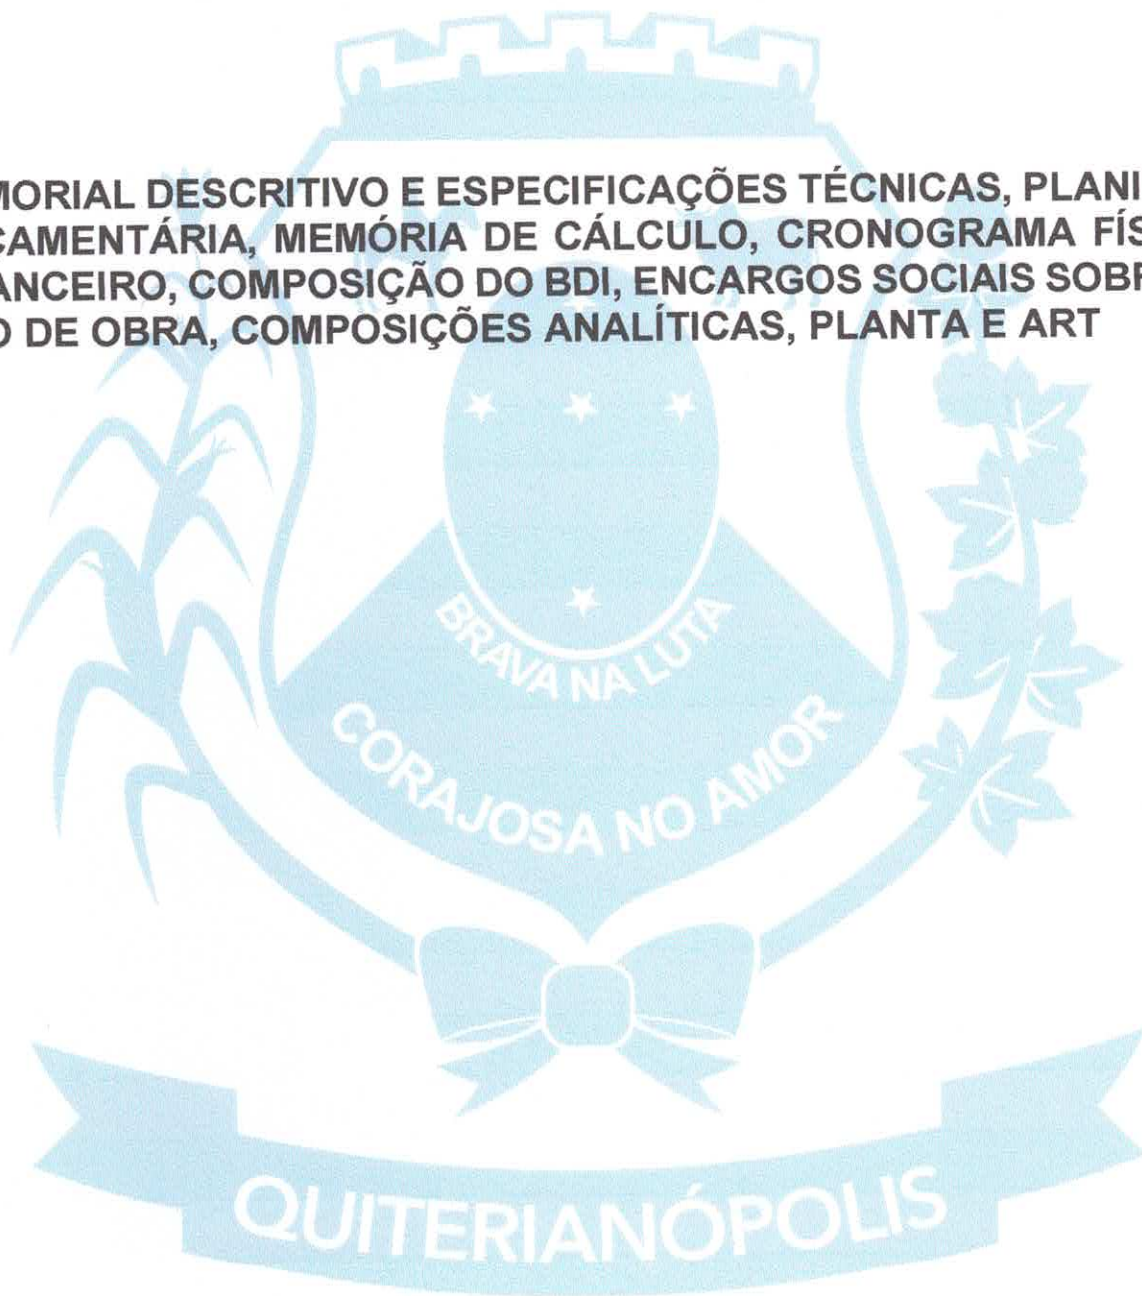 MORIAL DESCRITIVO E ESPECIFICAÇÕES TÉCNICAS, PLANI
CAMENTÁRIA, MEMÓRIA DE CÁLCULO, CRONOGRAMA FÍS
ANCEIRO, COMPOSIÇÃO DO BDI, ENCARGOS SOCIAIS SOBR
O DE OBRA, COMPOSIÇÕES ANALÍTICAS, PLANTA E ART
BRAVA NA LUTA
CORAJOSA NO AMOR
QUITERIANÓPOLIS